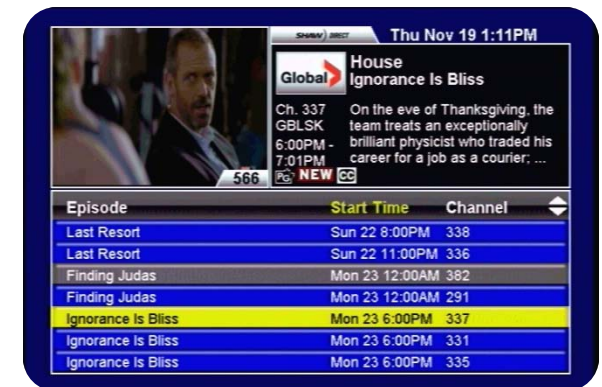 SHAW) DIRECT
Thu Nov 19 1:11PM
Global
House
Ignorance Is Bliss
Ch. 337
GBLSK
6:00PM -
7:01PM
On the eve of Thanksgiving, the
team treats an exceptionally
brilliant physicist who traded his
career for a job as a courier; ...
566
PG NEW CC
Episode Start Time Channel
Last Resort Sun 22 8:00PM 338
Last Resort Sun 22 11:00PM 336
Finding Judas Mon 23 12:00AM 382
Finding Judas Mon 23 12:00AM 291
Ignorance Is Bliss Mon 23 6:00PM 337
Ignorance Is Bliss Mon 23 6:00PM 331
Ignorance Is Bliss Mon 23 6:00PM 335